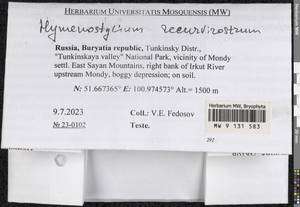 HERBARIUM UNIVERSITATIS MOSQUENSIS (MW)
Hymenostylium recurvirostrum
Russia, Buryatia republic, Tunkinsky Distr.,
"Tunkinskaya valley" National Park, vicinity of Mondy
settl. East Sayan Mountains, right bank of Irkut River
upstream Mondy, boggy depression; on soil.
N: 51.667365° E: 100.974573° Alt.= 1500 m
9.7.2023 Coll.: V.E. Fedosov
№ 23-0102 Teste.
Herbarium MW, Bryophyta
MW 9 131 583
292